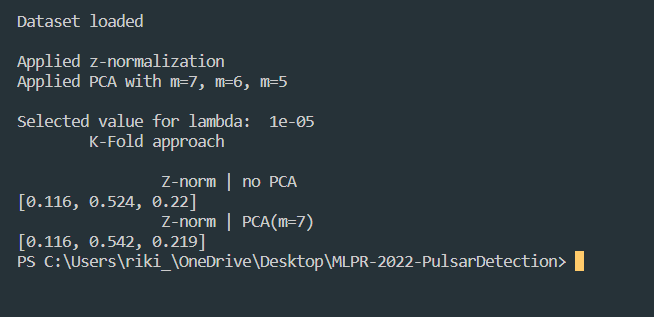 Dataset loaded
Applied z-normalization
Applied PCA with m=7, m=6, m=5
Selected value for lambda:  1e-05
K-Fold approach
Z-norm | no PCA
[0.116, 0.524, 0.22]
Z-norm | PCA(m=7)
[0.116, 0.542, 0.219]
PS C:\Users\riki_\OneDrive\Desktop\MLPR-2022-PulsarDetection>